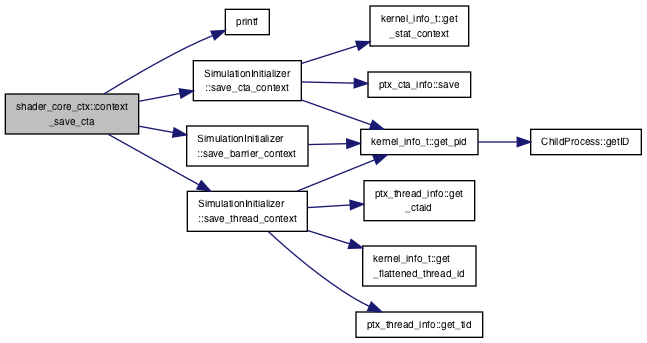 shader_core_ctx::context
_save_cta
printf
SimulationInitializer
::save_cta_context
SimulationInitializer
::save_barrier_context
SimulationInitializer
::save_thread_context
kernel_info_t::get
_stat_context
ptx_cta_info::save
kernel_info_t::get_pid
ptx_thread_info::get
_ctaid
kernel_info_t::get
_flattened_thread_id
ptx_thread_info::get_tid
ChildProcess::getID